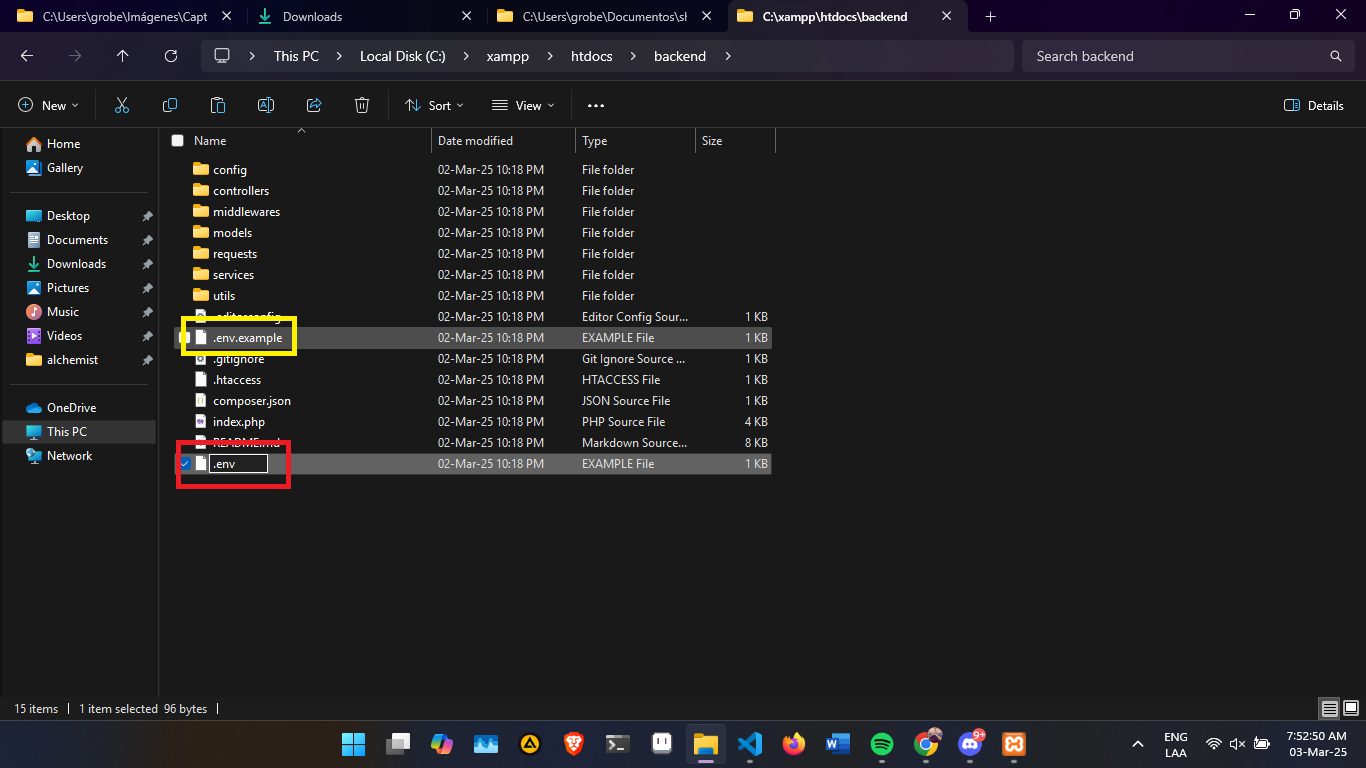 C:\Users\grobe\Imágenes\Capt
Downloads
C:\Users\grobe\Documentos\sl
C:\xampp\htdocs\backend
This PC
Local Disk (C:)
xampp
htdocs
backend
Search backend
New
Sort
View
Details
Name Date modified Type Size
Home
Gallery
Desktop
Documents
Downloads
Pictures
Music
Videos
alchemist
OneDrive
This PC
Network
config 02-Mar-25 10:18 PM File folder
controllers 02-Mar-25 10:18 PM File folder
middlewares 02-Mar-25 10:18 PM File folder
models 02-Mar-25 10:18 PM File folder
requests 02-Mar-25 10:18 PM File folder
services 02-Mar-25 10:18 PM File folder
utils 02-Mar-25 10:18 PM File folder
.editorconfig 02-Mar-25 10:18 PM Editor Config Sour... 1 KB
.env.example 02-Mar-25 10:18 PM EXAMPLE File 1 KB
.gitignore 02-Mar-25 10:18 PM Git Ignore Source ... 1 KB
.htaccess 02-Mar-25 10:18 PM HTACCESS File 1 KB
composer.json 02-Mar-25 10:18 PM JSON Source File 1 KB
index.php 02-Mar-25 10:18 PM PHP Source File 4 KB
README.md 02-Mar-25 10:18 PM Markdown Source... 8 KB
.env 02-Mar-25 10:18 PM EXAMPLE File 1 KB
15 items 1 item selected 96 bytes
9+
ENG
LAA
7:52:50 AM
03-Mar-25